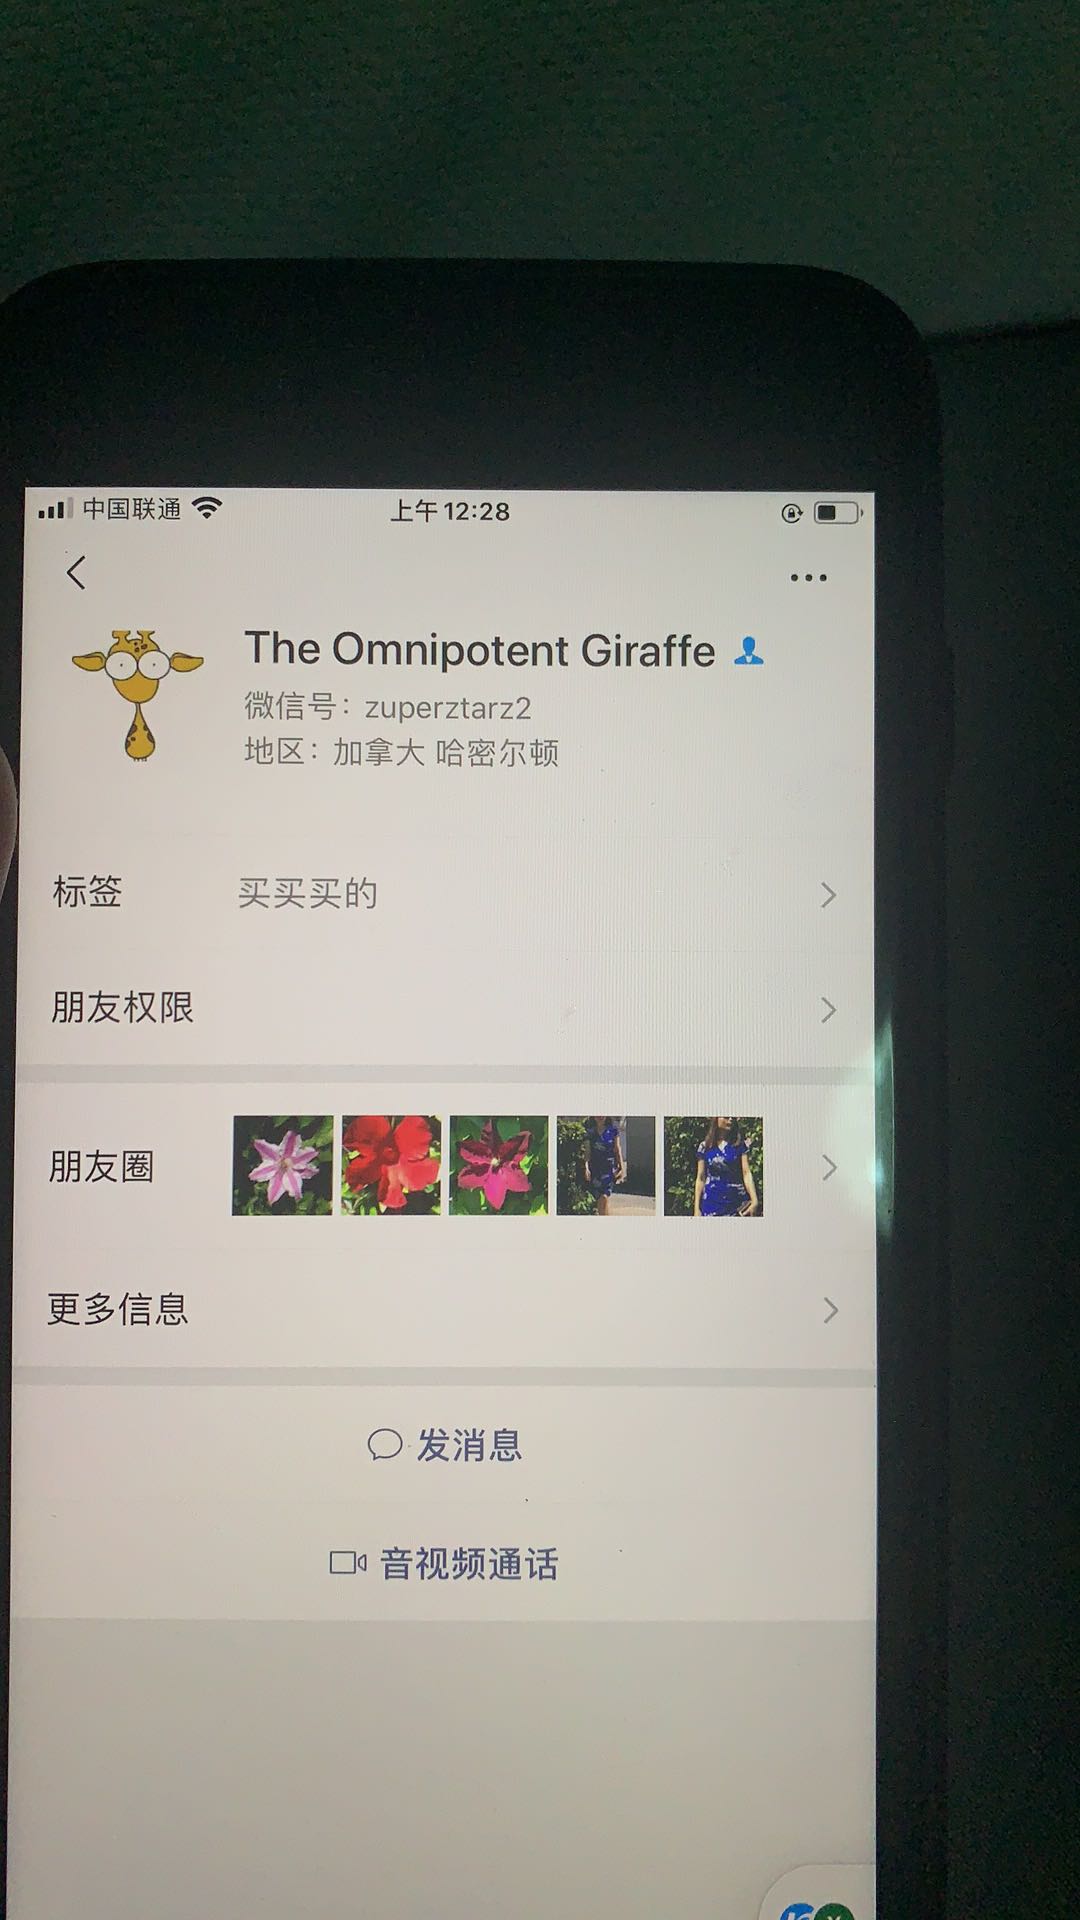 中国联通
上午12:28
The Omnipotent Giraffe
微信号：zuperztarz2
地区：加拿大 哈密尔顿
标签 买买买的
朋友权限
朋友圈
更多信息
发消息
音视频通话